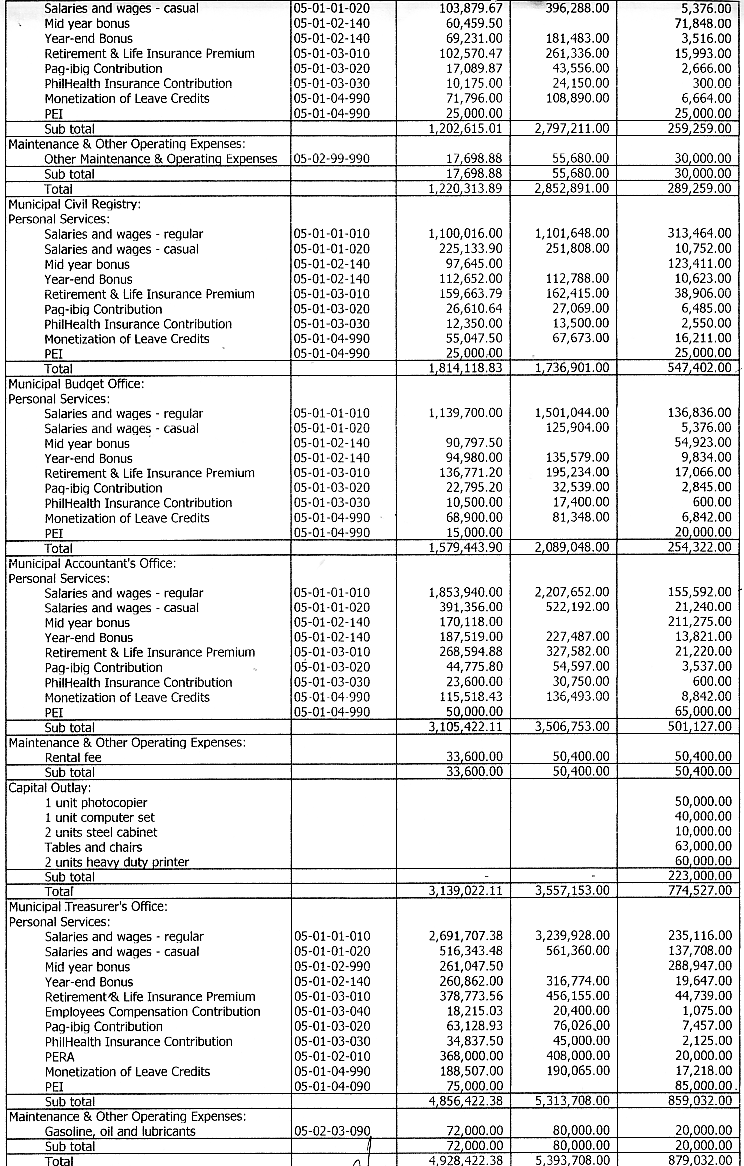 Salaries and wages - casual 05-01-01-020 103,879.67 396,288.00 5,376.00
Mid year bonus 05-01-02-140 60,459.50 71,848.00
Year-end Bonus 05-01-02-140 69,231.00 181,483.00 3,516.00
Retirement & Life Insurance Premium 05-01-03-010 102,570.47 261,336.00 15,993.00
Pag-ibig Contribution 05-01-03-020 17,089.87 43,556.00 2,666.00
PhilHealth Insurance Contribution 05-01-03-030 10,175.00 24,150.00 300.00
Monetization of Leave Credits 05-01-04-990 71,796.00 108,890.00 6,664.00
PEI 05-01-04-990 25,000.00 25,000.00
Sub total 1,202,615.01 2,797,211.00 259,259.00
Maintenance & Other Operating Expenses:
Other Maintenance & Operating Expenses 05-02-99-990 17,698.88 55,680.00 30,000.00
Sub total 17,698.88 55,680.00 30,000.00
Total 1,220,313.89 2,852,891.00 289,259.00
Municipal Civil Registry:
Personal Services:
Salaries and wages - regular 05-01-01-010 1,100,016.00 1,101,648.00 313,464.00
Salaries and wages - casual 05-01-01-020 225,133.90 251,808.00 10,752.00
Mid year bonus 05-01-02-140 97,645.00 123,411.00
Year-end Bonus 05-01-02-140 112,652.00 112,788.00 10,623.00
Retirement & Life Insurance Premium 05-01-03-010 159,663.79 162,415.00 38,906.00
Pag-ibig Contribution 05-01-03-020 26,610.64 27,069.00 6,485.00
PhilHealth Insurance Contribution 05-01-03-030 12,350.00 13,500.00 2,550.00
Monetization of Leave Credits 05-01-04-990 55,047.50 67,673.00 16,211.00
PEI 05-01-04-990 25,000.00 25,000.00
Total 1,814,118.83 1,736,901.00 547,402.00
Municipal Budget Office:
Personal Services:
Salaries and wages - regular 05-01-01-010 1,139,700.00 1,501,044.00 136,836.00
Salaries and wages - casual 05-01-01-020 125,904.00 5,376.00
Mid year bonus 05-01-02-140 90,797.50 54,923.00
Year-end Bonus 05-01-02-140 94,980.00 135,579.00 9,834.00
Retirement & Life Insurance Premium 05-01-03-010 136,771.20 195,234.00 17,066.00
Pag-ibig Contribution 05-01-03-020 22,795.20 32,539.00 2,845.00
PhilHealth Insurance Contribution 05-01-03-030 10,500.00 17,400.00 600.00
Monetization of Leave Credits 05-01-04-990 68,900.00 81,348.00 6,842.00
PEI 05-01-04-990 15,000.00 20,000.00
Total 1,579,443.90 2,089,048.00 254,322.00
Municipal Accountant's Office:
Personal Services:
Salaries and wages - regular 05-01-01-010 1,853,940.00 2,207,652.00 155,592.00
Salaries and wages - casual 05-01-01-020 391,356.00 522,192.00 21,240.00
Mid year bonus 05-01-02-140 170,118.00 211,275.00
Year-end Bonus 05-01-02-140 187,519.00 227,487.00 13,821.00
Retirement & Life Insurance Premium 05-01-03-010 268,594.88 327,582.00 21,220.00
Pag-ibig Contribution 05-01-03-020 44,775.80 54,597.00 3,537.00
PhilHealth Insurance Contribution 05-01-03-030 23,600.00 30,750.00 600.00
Monetization of Leave Credits 05-01-04-990 115,518.43 136,493.00 8,842.00
PEI 05-01-04-990 50,000.00 65,000.00
Sub total 3,105,422.11 3,506,753.00 501,127.00
Maintenance & Other Operating Expenses:
Rental fee 33,600.00 50,400.00 50,400.00
Sub total 33,600.00 50,400.00 50,400.00
Capital Outlay:
1 unit photocopier 50,000.00
1 unit computer set 40,000.00
2 units steel cabinet 10,000.00
Tables and chairs 63,000.00
2 units heavy duty printer 60,000.00
Sub total - - 223,000.00
Total 3,139,022.11 3,557,153.00 774,527.00
Municipal Treasurer's Office:
Personal Services:
Salaries and wages - regular 05-01-01-010 2,691,707.38 3,239,928.00 235,116.00
Salaries and wages - casual 05-01-01-020 516,343.48 561,360.00 137,708.00
Mid year bonus 05-01-02-990 261,047.50 288,947.00
Year-end Bonus 05-01-02-140 260,862.00 316,774.00 19,647.00
Retirement & Life Insurance Premium 05-01-03-010 378,773.56 456,155.00 44,739.00
Employees Compensation Contribution 05-01-03-040 18,215.03 20,400.00 1,075.00
Pag-ibig Contribution 05-01-03-020 63,128.93 76,026.00 7,457.00
PhilHealth Insurance Contribution 05-01-03-030 34,837.50 45,000.00 2,125.00
PERA 05-01-02-010 368,000.00 408,000.00 20,000.00
Monetization of Leave Credits 05-01-04-990 188,507.00 190,065.00 17,218.00
PEI 05-01-04-090 75,000.00 85,000.00
Sub total 4,856,422.38 5,313,708.00 859,032.00
Maintenance & Other Operating Expenses:
Gasoline, oil and lubricants 05-02-03-090 72,000.00 80,000.00 20,000.00
Sub total 72,000.00 80,000.00 20,000.00
Total 4,928,422.38 5,393,708.00 879,032.00